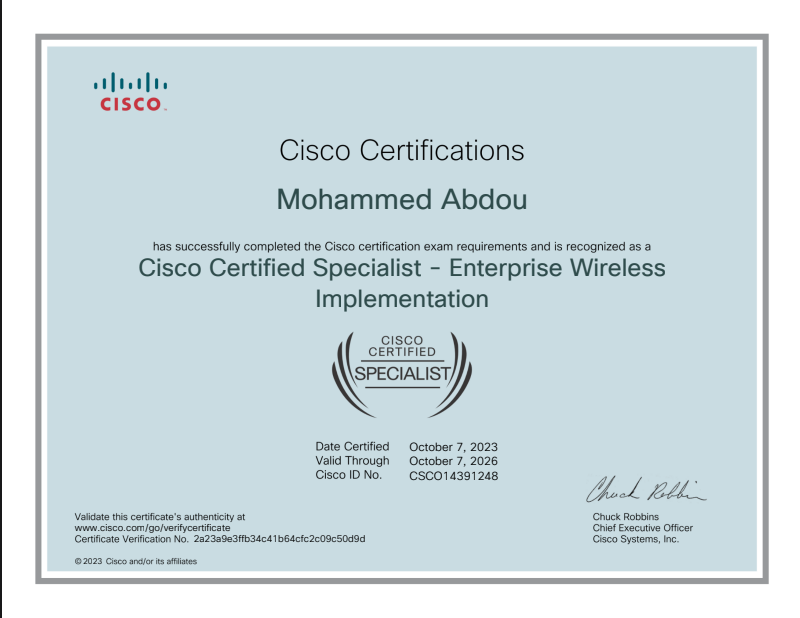 CISCO
Cisco Certifications
Mohammed Abdou
has successfully completed the Cisco certification exam requirements and is recognized as a
Cisco Certified Specialist - Enterprise Wireless
Implementation
CISCO
CERTIFIED
SPECIALIST
Date Certified October 7, 2023
Valid Through October 7, 2026
Cisco ID No. CSCO14391248
Chuck Robbins
Validate this certificate's authenticity at
www.cisco.com/go/verifycertificate
Certificate Verification No. 2a23a9e3ffb34c41b64cfc2c09c50d9d
Chuck Robbins
Chief Executive Officer
Cisco Systems, Inc.
© 2023 Cisco and/or its affiliates